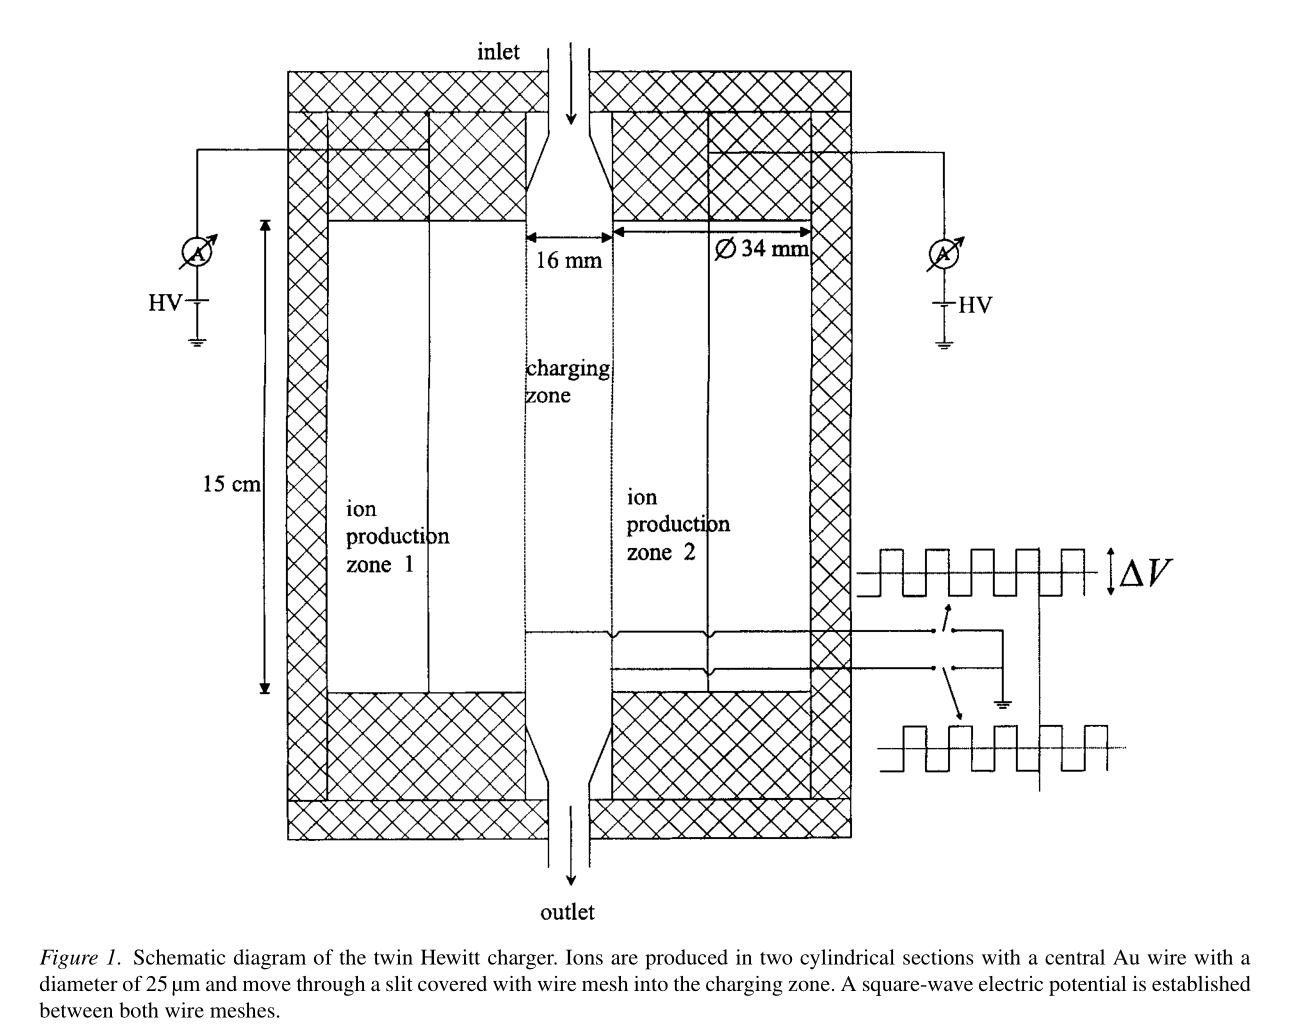 inlet
A
HV
16 mm
Ø 34 mm
A
HV
charging
zone
15 cm
ion
production
zone 1
ion
production
zone 2
ΔV
outlet
Figure 1. Schematic diagram of the twin Hewitt charger. Ions are produced in two cylindrical sections with a central Au wire with a
diameter of 25 µm and move through a slit covered with wire mesh into the charging zone. A square-wave electric potential is established
between both wire meshes.